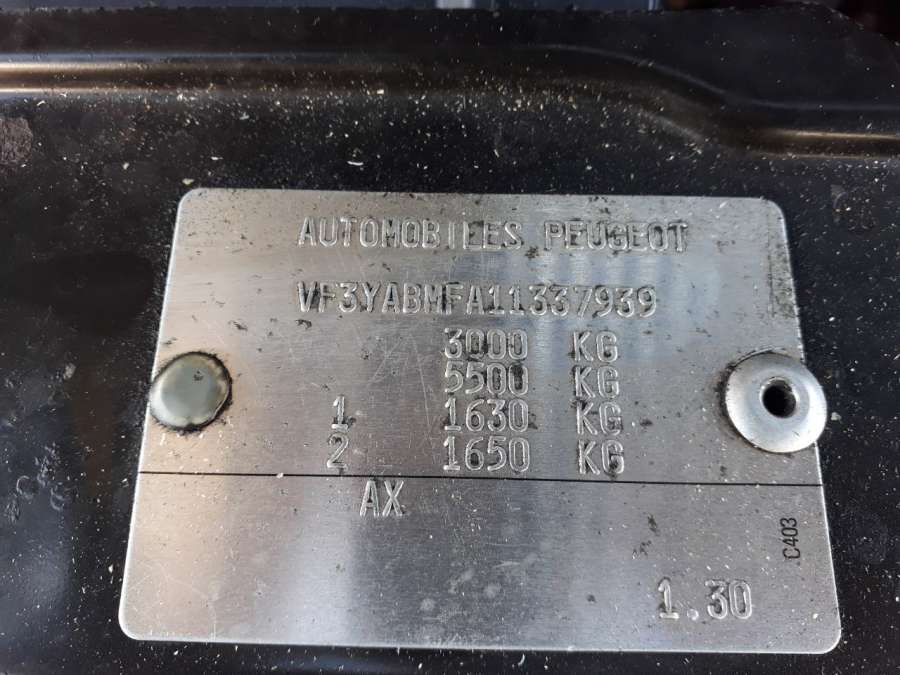 AUTOMOBILES PEUGEOT
VF3YABMFA11337939
3000 KG
5500 KG
1 1630 KG
2 1650 KG
AX
C403
1.30